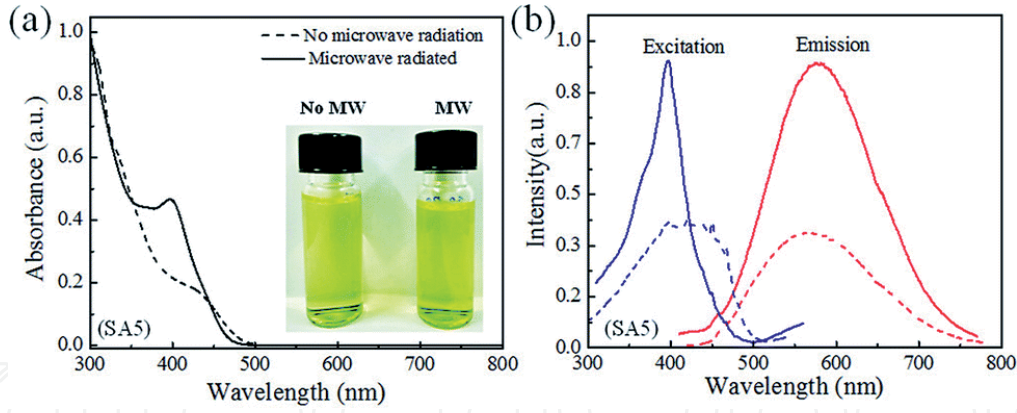 (a)
No microwave radiation
Microwave radiated
No MW
MW
Absorbance (a.u.)
1.0
0.8
0.6
0.4
0.2
0.0
(SA5)
300
400
500
600
700
800
Wavelength (nm)
(b)
Excitation
Emission
Intensity(a.u.)
1.0
0.8
0.7
0.5
0.3
0.2
0.0
(SA5)
300
400
500
600
700
800
Wavelength (nm)